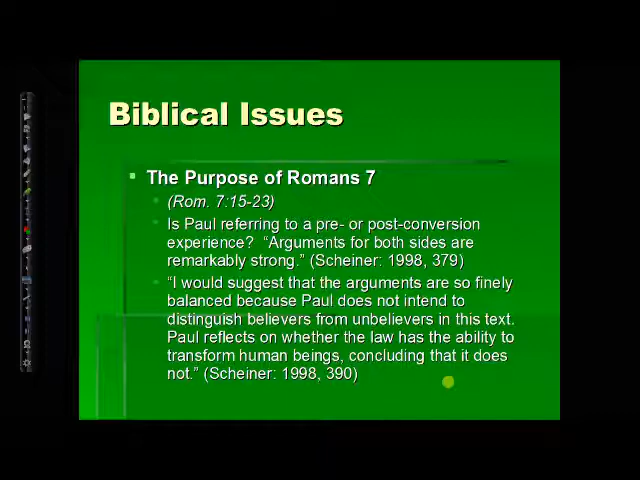 Biblical Issues
The Purpose of Romans 7
(Rom. 7:15-23)
Is Paul referring to a pre- or post-conversion
experience? “Arguments for both sides are
remarkably strong.” (Scheiner: 1998, 379)
“I would suggest that the arguments are so finely
balanced because Paul does not intend to
distinguish believers from unbelievers in this text.
Paul reflects on whether the law has the ability to
transform human beings, concluding that it does
not.” (Scheiner: 1998, 390)